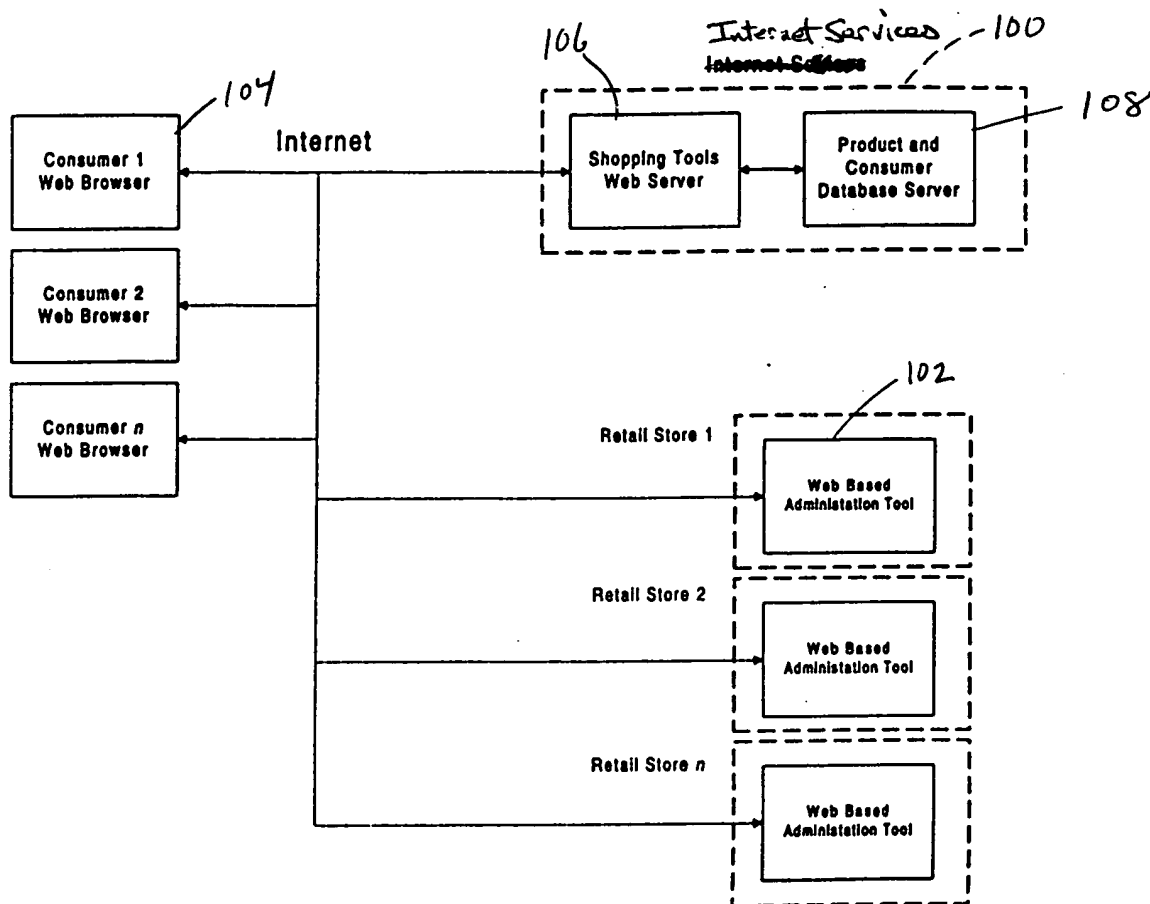 Internet Services
100
106
104
108
Internet
Consumer 1
Web Browser
Shopping Tools
Web Server
Product and
Consumer
Database Server
Consumer 2
Web Browser
Consumer n
Web Browser
102
Retail Store 1
Web Based
Administation Tool
Retail Store 2
Web Based
Administation Tool
Retail Store n
Web Based
Administation Tool